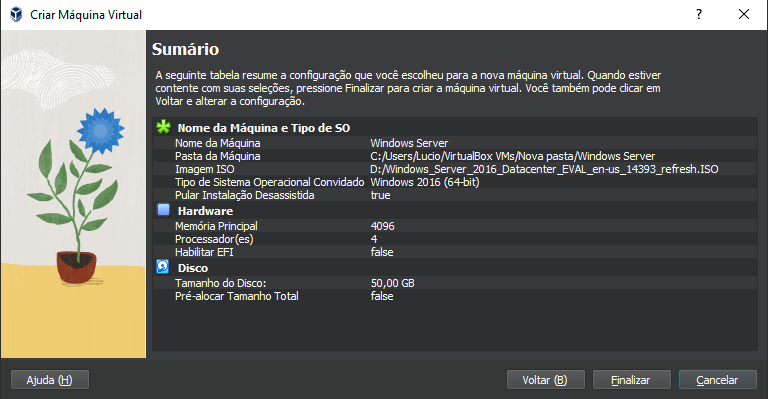 Criar Máquina Virtual
?
Sumário
A seguinte tabela resume a configuração que você escolheu para a nova máquina virtual. Quando estiver
contente com suas seleções, pressione Finalizar para criar a máquina virtual. Você também pode clicar em
Voltar e alterar a configuração.
Nome da Máquina e Tipo de SO
Nome da Máquina Windows Server
Pasta da Máquina C:/Users/Lucio/VirtualBox VMs/Nova pasta/Windows Server
Imagem ISO D:/Windows_Server_2016_Datacenter_EVAL_en-us_14393_refresh.ISO
Tipo de Sistema Operacional Convidado Windows 2016 (64-bit)
Pular Instalação Desassistida true
Hardware
Memória Principal 4096
Processador(es) 4
Habilitar EFI false
Disco
Tamanho do Disco: 50,00 GB
Pré-alocar Tamanho Total false
Ajuda (H) Voltar (B) Finalizar Cancelar